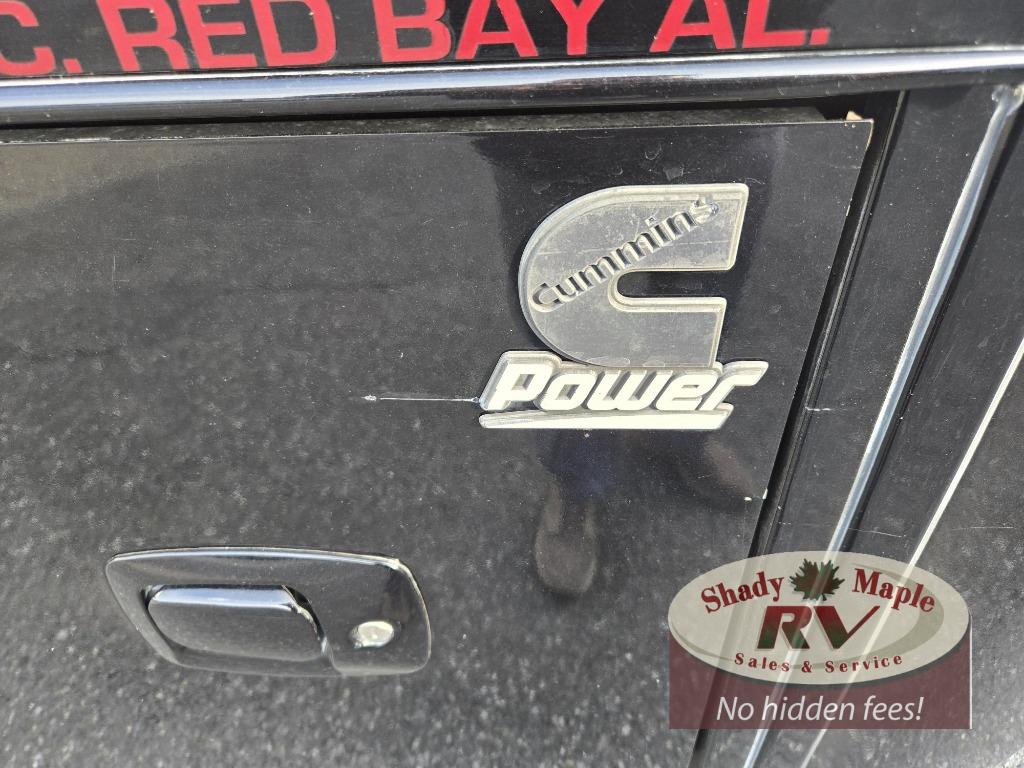 C. RED BAY AL.
Cummins
Power
Shady Maple
RV
Sales & Service
No hidden fees!